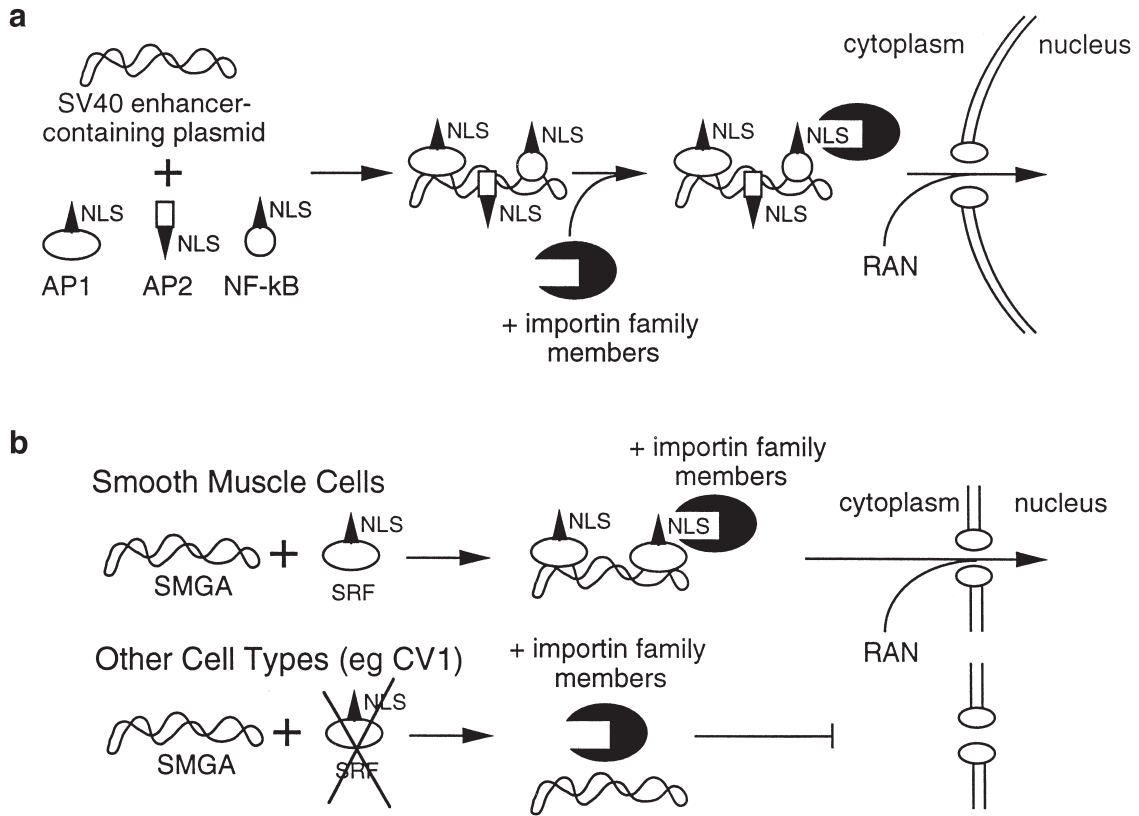 a
cytoplasm nucleus
SV40 enhancer-
containing plasmid
+
NLS NLS NLS
AP1 AP2 NF-kB
NLS NLS NLS
NLS NLS NLS
+ importin family
members
RAN
b
Smooth Muscle Cells
+ importin family
members
cytoplasm nucleus
SMGA + NLS
SRF
NLS NLS
RAN
Other Cell Types (eg CV1)
+ importin family
members
SMGA + NLS
SRF